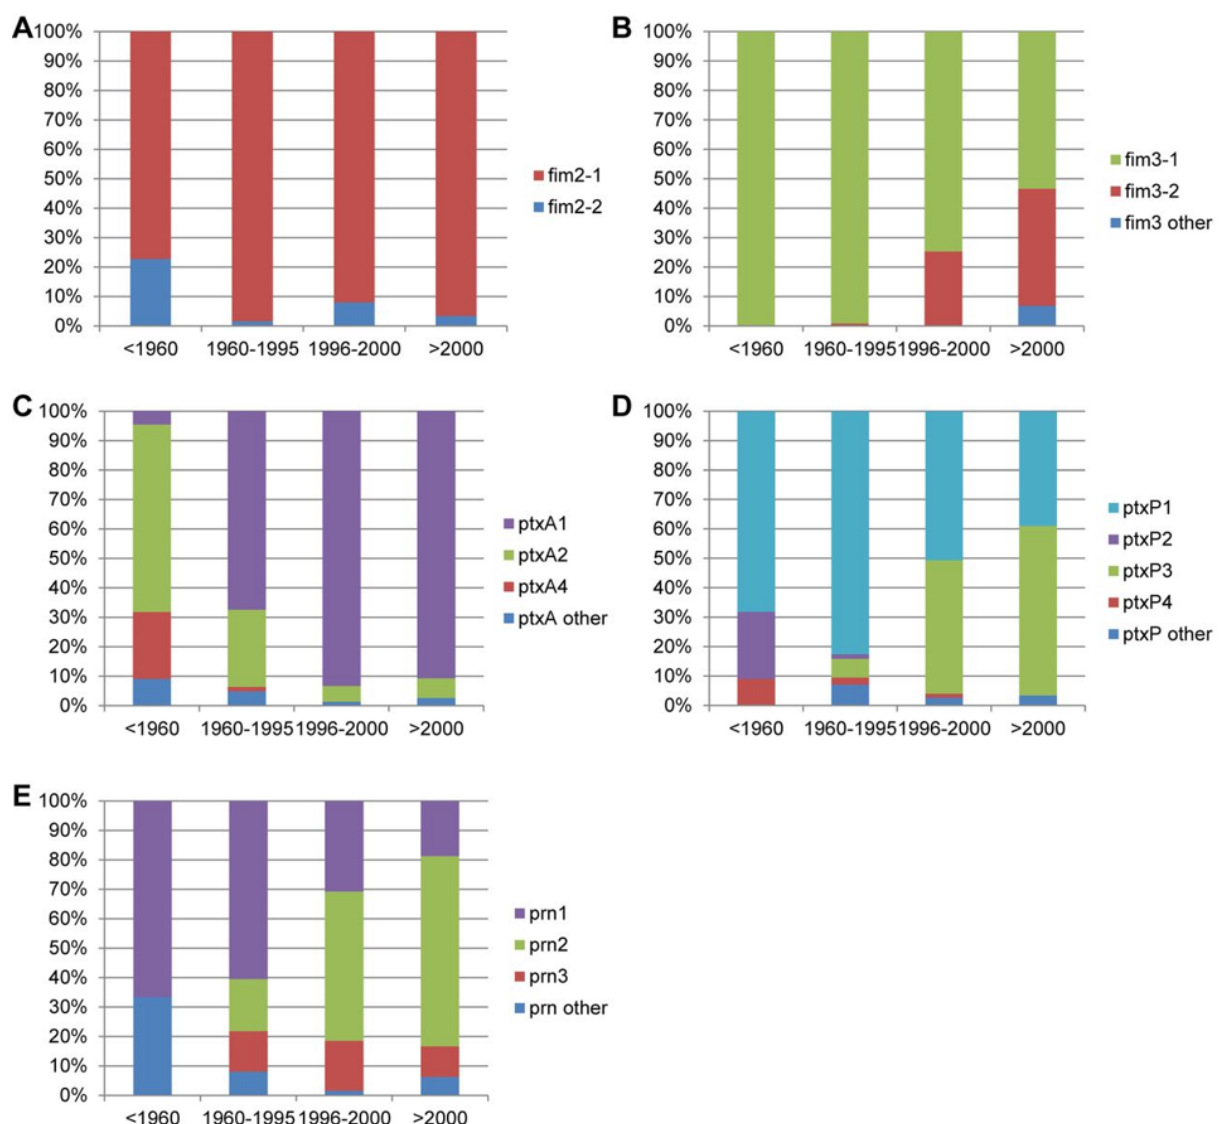 A
100%
90%
80%
70%
60%
50%
40%
30%
20%
10%
0%
<1960 1960-1995 1996-2000 >2000
fim2-1
fim2-2
B
100%
90%
80%
70%
60%
50%
40%
30%
20%
10%
0%
<1960 1960-1995 1996-2000 >2000
fim3-1
fim3-2
fim3 other
C
100%
90%
80%
70%
60%
50%
40%
30%
20%
10%
0%
<1960 1960-1995 1996-2000 >2000
ptxA1
ptxA2
ptxA4
ptxA other
D
100%
90%
80%
70%
60%
50%
40%
30%
20%
10%
0%
<1960 1960-1995 1996-2000 >2000
ptxP1
ptxP2
ptxP3
ptxP4
ptxP other
E
100%
90%
80%
70%
60%
50%
40%
30%
20%
10%
0%
<1960 1960-1995 1996-2000 >2000
prn1
prn2
prn3
prn other